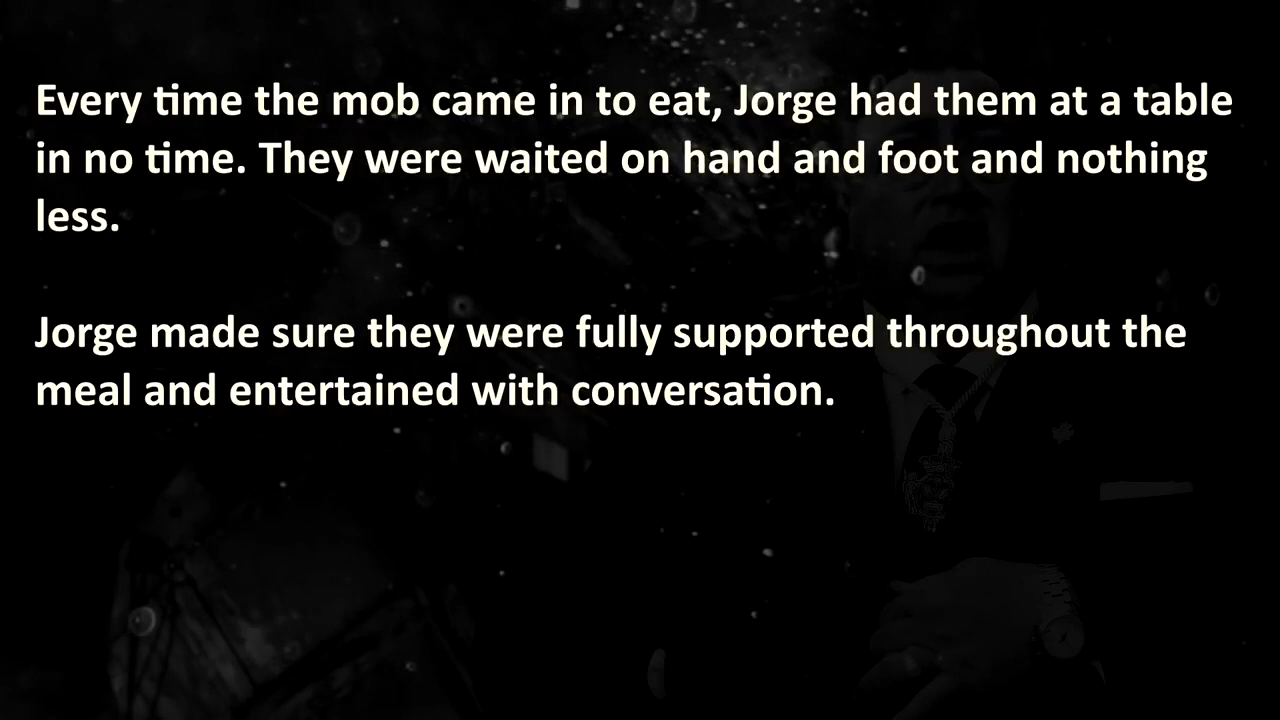 Every time the mob came in to eat, Jorge had them at a table
in no time. They were waited on hand and foot and nothing
less.
Jorge made sure they were fully supported throughout the
meal and entertained with conversation.